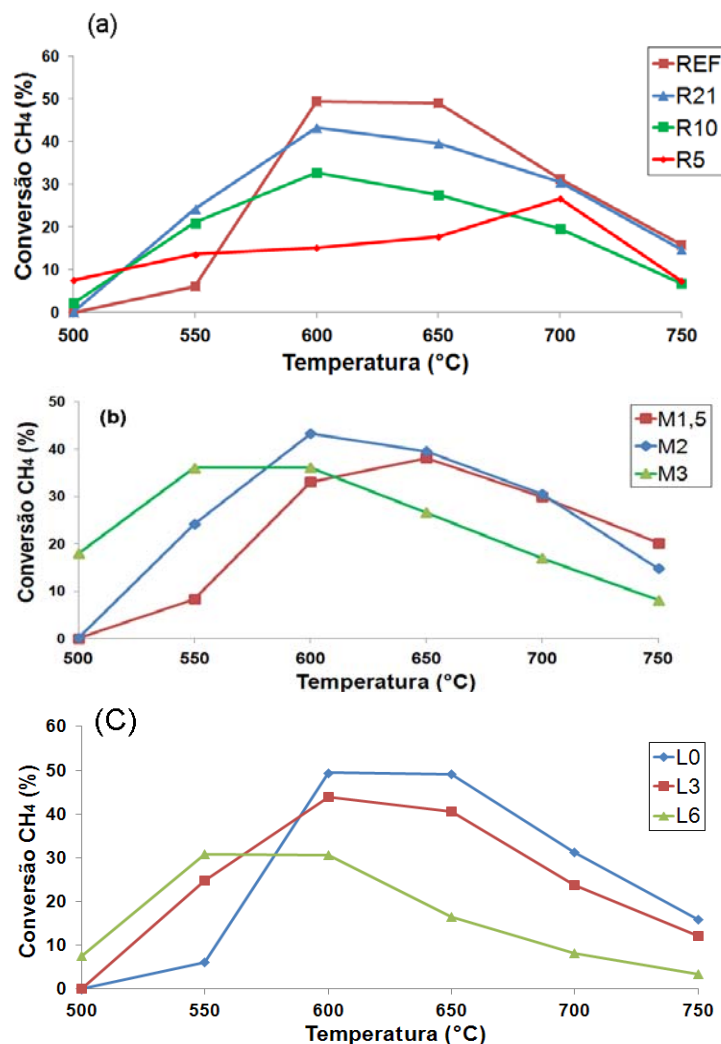 (a)
Conversão CH₄ (%)
60
50
40
30
20
10
0
500 550 600 650 700 750
Temperatura (°C)
REF
R21
R10
R5
(b)
Conversão CH₄ (%)
50
40
30
20
10
0
500 550 600 650 700 750
Temperatura (°C)
M1,5
M2
M3
(C)
Conversão CH₄ (%)
60
50
40
30
20
10
0
500 550 600 650 700 750
Temperatura (°C)
L0
L3
L6